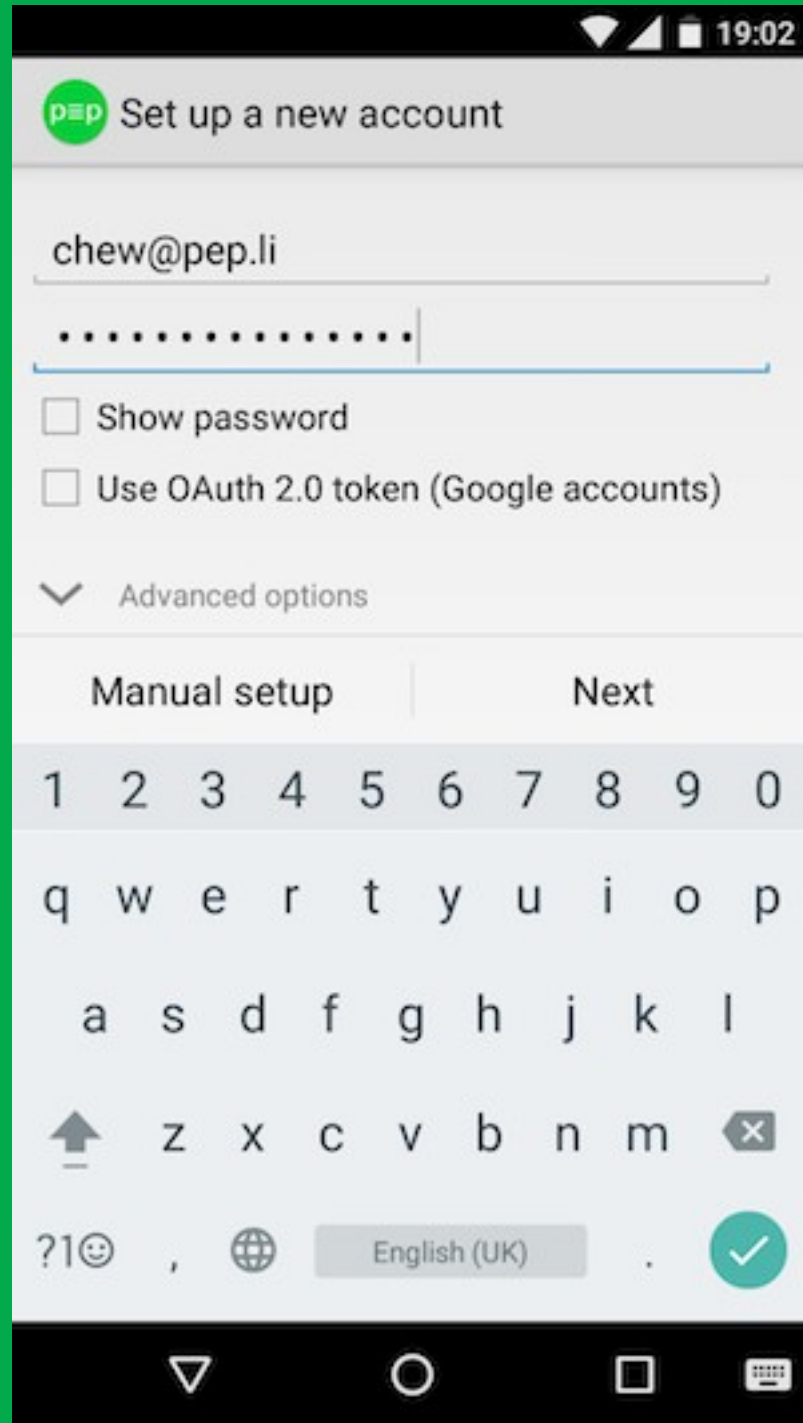 19:02
p≡p Set up a new account
chew@pep.li
•••••••••••••••
Show password
Use OAuth 2.0 token (Google accounts)
Advanced options
Manual setup Next
1 2 3 4 5 6 7 8 9 0
q w e r t y u i o p
a s d f g h j k l
z x c v b n m
?1☺ , English (UK) .